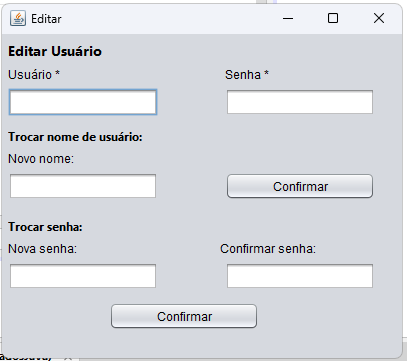 Editar
Editar Usuário
Usuário * Senha *
Trocar nome de usuário:
Novo nome:
Confirmar
Trocar senha:
Nova senha: Confirmar senha:
Confirmar